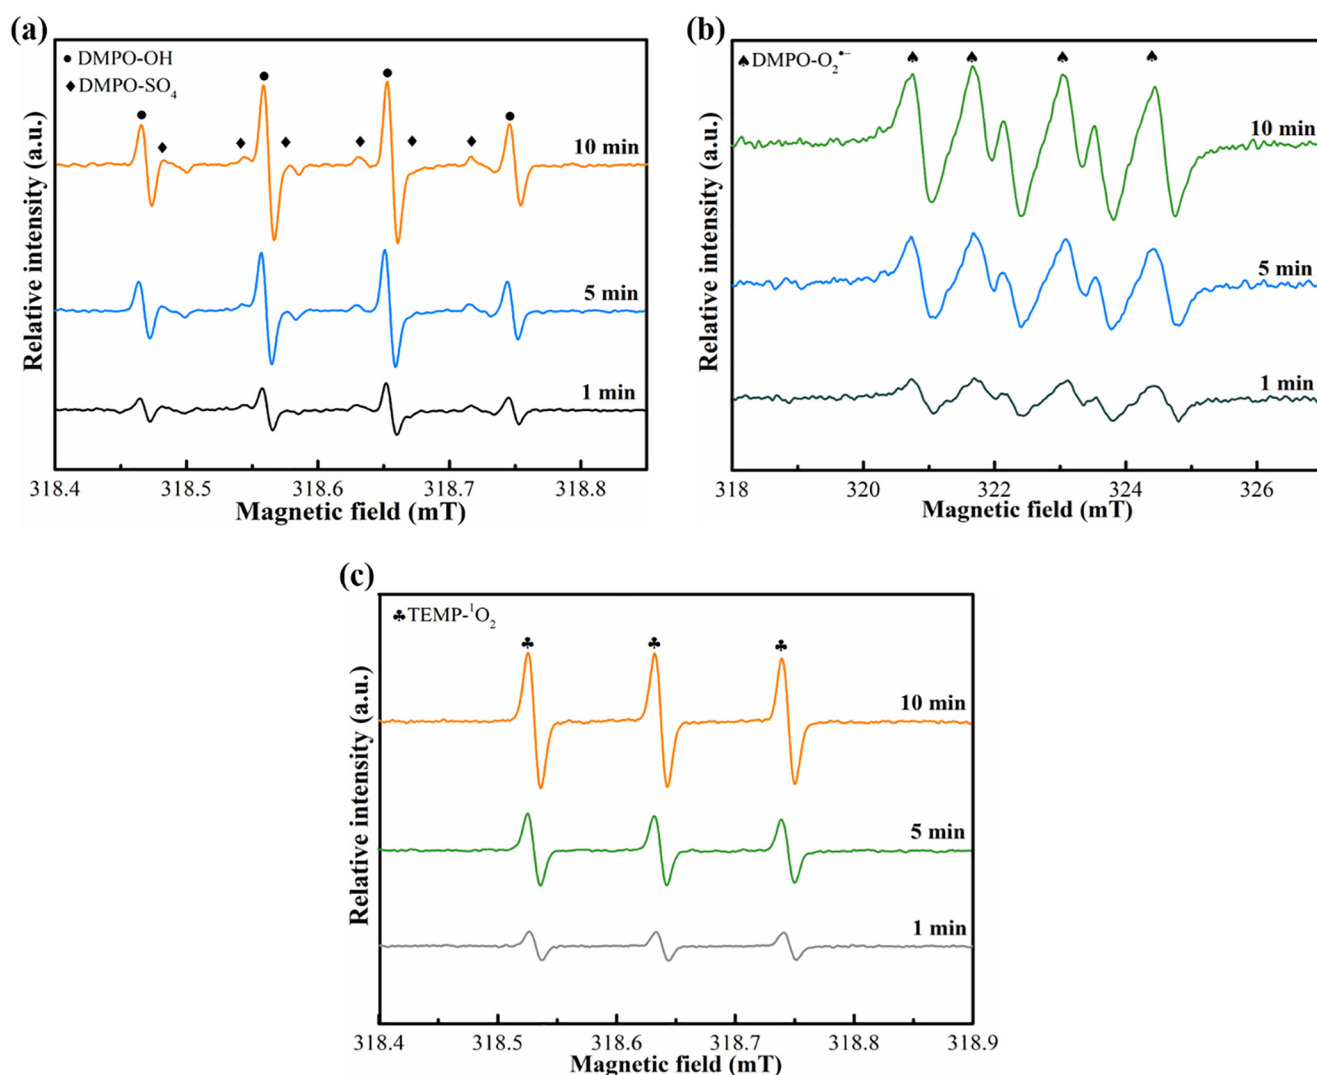 (a)
● DMPO-OH
♦ DMPO-SO₄
10 min
5 min
1 min
Relative intensity (a.u.)
318.4 318.5 318.6 318.7 318.8
Magnetic field (mT)
(b)
♠DMPO-O₂•−
10 min
5 min
1 min
Relative intensity (a.u.)
318 320 322 324 326
Magnetic field (mT)
(c)
♣TEMP-¹O₂
10 min
5 min
1 min
Relative intensity (a.u.)
318.4 318.5 318.6 318.7 318.8 318.9
Magnetic field (mT)